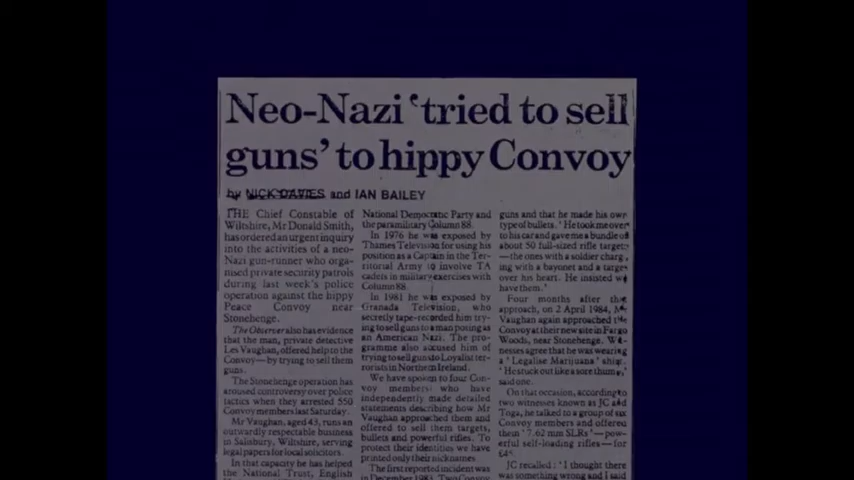 Neo-Nazi 'tried to sell
guns' to hippy Convoy
by NICK DAVIES and IAN BAILEY
THE Chief Constable of
Wiltshire, Mr Donald Smith,
has ordered an urgent inquiry
into the activities of a neo-
Nazi gun-runner who orga-
nised private security patrols
during last week's police
operation against the hippy
Peace Convoy near
Stonehenge.
The Observer also has evidence
that the man, private detective
Les Vaughan, offered help to the
Convoy—by trying to sell them
guns.
The Stonehenge operation has
aroused controversy over police
tactics when they arrested 550
Convoy members last Saturday.
Mr Vaughan, aged 43, runs an
outwardly respectable business
in Salisbury, Wiltshire, serving
legal papers for local solicitors.
In that capacity he has helped
the National Trust, English
National Democratic Party and
the paramilitary Column 88.
In 1976 he was exposed by
Thames Television for using his
position as a Captain in the Ter-
ritorial Army to involve TA
cadets in military exercises with
Column 88.
In 1981 he was exposed by
Granada Television, who
secretly tape-recorded him try-
ing to sell guns to a man posing as
an American Nazi. The pro-
gramme also accused him of
trying to sell guns to Loyalist ter-
rorists in Northern Ireland.
We have spoken to four Con-
voy members who have
independently made detailed
statements describing how Mr
Vaughan approached them and
offered to sell them targets,
bullets and powerful rifles. To
protect their identities we have
printed only their nicknames.
The first reported incident was
in December 1983. Two Convoy
guns and that he made his own
type of bullets. 'He took me over
to his car and gave me a bundle of
about 50 full-sized rifle targets
—the ones with a soldier charg-
ing with a bayonet and a target
over his heart. He insisted we
have them.'
Four months after this
approach, on 2 April 1984, Mr
Vaughan again approached the
Convoy at their new site in Fargo
Woods, near Stonehenge. Wit-
nesses agree that he was wearing
a 'Legalise Marijuana' shirt.
'He stuck out like a sore thumb,'
said one.
On that occasion, according to
two witnesses known as JC and
Toga, he talked to a group of six
Convoy members and offered
them '7.62 mm SLRs'—pow-
erful self-loading rifles—for
JC recalled: 'I thought there
was something wrong and I said